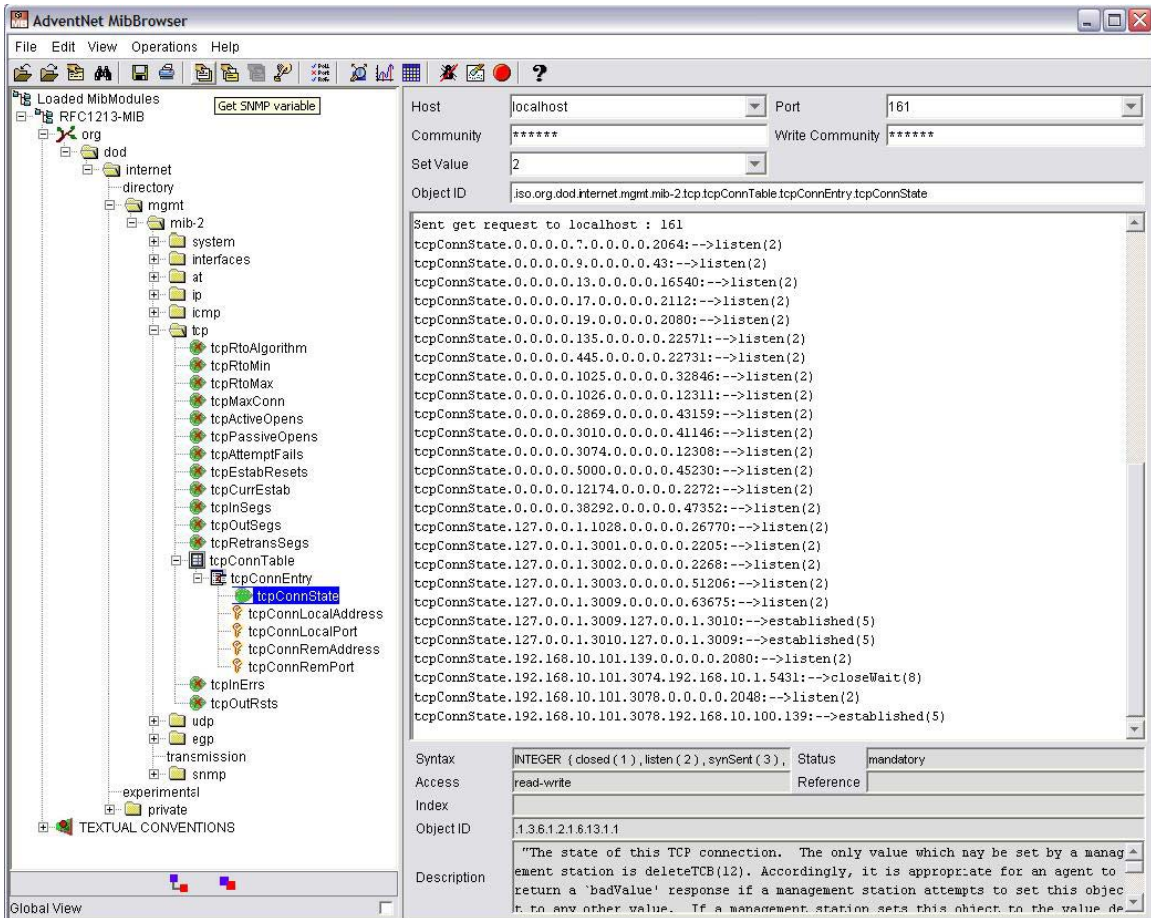 AdventNet MibBrowser
File Edit View Operations Help
Get SNMP variable
Loaded MibModules
RFC1213-MIB
org
dod
internet
directory
mgmt
mib-2
system
interfaces
at
ip
icmp
tcp
tcpRtoAlgorithm
tcpRtoMin
tcpRtoMax
tcpMaxConn
tcpActiveOpens
tcpPassiveOpens
tcpAttemptFails
tcpEstabResets
tcpCurrEstab
tcpInSegs
tcpOutSegs
tcpRetransSegs
tcpConnTable
tcpConnEntry
tcpConnState
tcpConnLocalAddress
tcpConnLocalPort
tcpConnRemAddress
tcpConnRemPort
tcpInErrs
tcpOutRsts
udp
egp
transmission
snmp
experimental
private
TEXTUAL CONVENTIONS
Global View
Host localhost Port 161
Community ****** Write Community ******
Set Value 2
Object ID .iso.org.dod.internet.mgmt.mib-2.tcp.tcpConnTable.tcpConnEntry.tcpConnState
Sent get request to localhost : 161
tcpConnState.0.0.0.0.7.0.0.0.0.2064:-->listen(2)
tcpConnState.0.0.0.0.9.0.0.0.0.43:-->listen(2)
tcpConnState.0.0.0.0.13.0.0.0.0.16540:-->listen(2)
tcpConnState.0.0.0.0.17.0.0.0.0.2112:-->listen(2)
tcpConnState.0.0.0.0.19.0.0.0.0.2080:-->listen(2)
tcpConnState.0.0.0.0.135.0.0.0.0.22571:-->listen(2)
tcpConnState.0.0.0.0.445.0.0.0.0.22731:-->listen(2)
tcpConnState.0.0.0.0.1025.0.0.0.0.32846:-->listen(2)
tcpConnState.0.0.0.0.1026.0.0.0.0.12311:-->listen(2)
tcpConnState.0.0.0.0.2869.0.0.0.0.43159:-->listen(2)
tcpConnState.0.0.0.0.3010.0.0.0.0.41146:-->listen(2)
tcpConnState.0.0.0.0.3074.0.0.0.0.12308:-->listen(2)
tcpConnState.0.0.0.0.5000.0.0.0.0.45230:-->listen(2)
tcpConnState.0.0.0.0.12174.0.0.0.0.2272:-->listen(2)
tcpConnState.0.0.0.0.38292.0.0.0.0.47352:-->listen(2)
tcpConnState.127.0.0.1.1028.0.0.0.0.26770:-->listen(2)
tcpConnState.127.0.0.1.3001.0.0.0.0.2205:-->listen(2)
tcpConnState.127.0.0.1.3002.0.0.0.0.2268:-->listen(2)
tcpConnState.127.0.0.1.3003.0.0.0.0.51206:-->listen(2)
tcpConnState.127.0.0.1.3009.0.0.0.0.63675:-->listen(2)
tcpConnState.127.0.0.1.3009.127.0.0.1.3010:-->established(5)
tcpConnState.127.0.0.1.3010.127.0.0.1.3009:-->established(5)
tcpConnState.192.168.10.101.139.0.0.0.0.2080:-->listen(2)
tcpConnState.192.168.10.101.3074.192.168.10.1.5431:-->closeWait(8)
tcpConnState.192.168.10.101.3078.0.0.0.0.2048:-->listen(2)
tcpConnState.192.168.10.101.3078.192.168.10.100.139:-->established(5)
Syntax INTEGER { closed ( 1 ) , listen ( 2 ) , synSent ( 3 ) , Status mandatory
Access read-write Reference
Index
Object ID .1.3.6.1.2.1.6.13.1.1
Description "The state of this TCP connection. The only value which may be set by a manag
ement station is deleteTCB(12). Accordingly, it is appropriate for an agent to
return a `badValue' response if a management station attempts to set this objec
t to any other value. If a management station sets this object to the value de